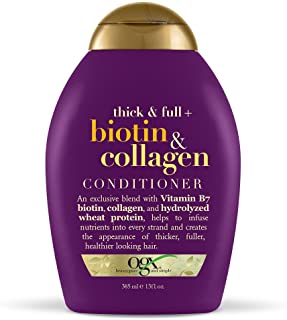 thick & full +
biotin &
collagen
CONDITIONER
An exclusive blend with Vitamin B7
biotin, collagen, and hydrolyzed
wheat protein, helps to infuse
nutrients into every strand and creates
the appearance of thicker, fuller,
healthier looking hair.
ogx
365 ml ℮ 13 fl. oz.